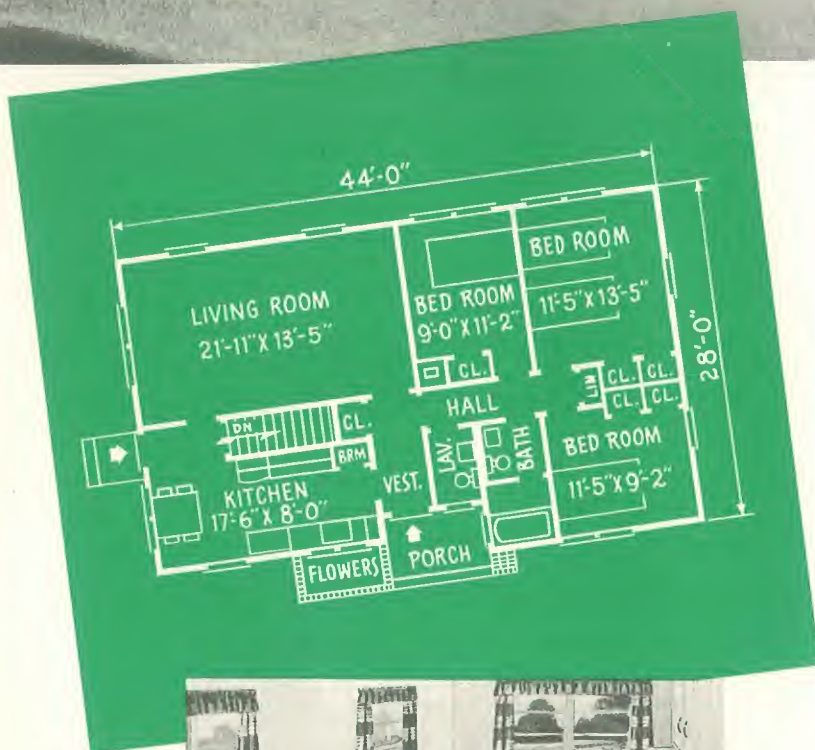 44'-0"
LIVING ROOM
21'-11" X 13'-5"
BED ROOM
9'-0" X 11'-2"
BED ROOM
11'-5" X 13'-5"
28'-0"
CL.
LIN
CL.
CL.
CL.
CL.
HALL
DN
CL.
BRM
KITCHEN
17'-6" X 8'-0"
VEST.
LAV.
BATH
BED ROOM
11'-5" X 9'-2"
FLOWERS
PORCH